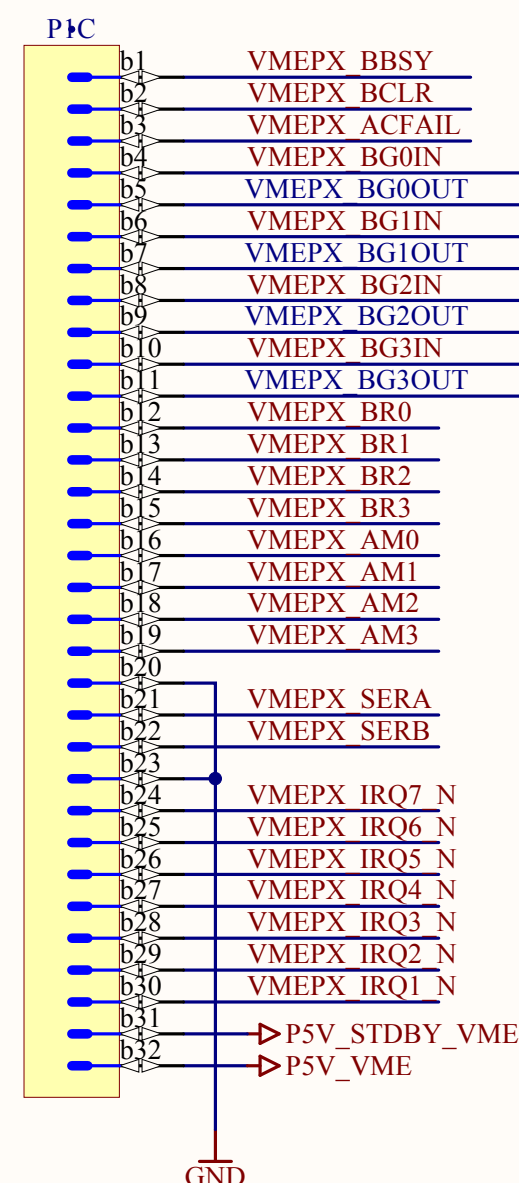 P1C
b1 VMEPX_BBSY
b2 VMEPX_BCLR
b3 VMEPX_ACFAIL
b4 VMEPX_BG0IN
b5 VMEPX_BG0OUT
b6 VMEPX_BG1IN
b7 VMEPX_BG1OUT
b8 VMEPX_BG2IN
b9 VMEPX_BG2OUT
b10 VMEPX_BG3IN
b11 VMEPX_BG3OUT
b12 VMEPX_BR0
b13 VMEPX_BR1
b14 VMEPX_BR2
b15 VMEPX_BR3
b16 VMEPX_AM0
b17 VMEPX_AM1
b18 VMEPX_AM2
b19 VMEPX_AM3
b20
b21 VMEPX_SERA
b22 VMEPX_SERB
b23
b24 VMEPX_IRQ7_N
b25 VMEPX_IRQ6_N
b26 VMEPX_IRQ5_N
b27 VMEPX_IRQ4_N
b28 VMEPX_IRQ3_N
b29 VMEPX_IRQ2_N
b30 VMEPX_IRQ1_N
b31 P5V_STDBY_VME
b32 P5V_VME
GND